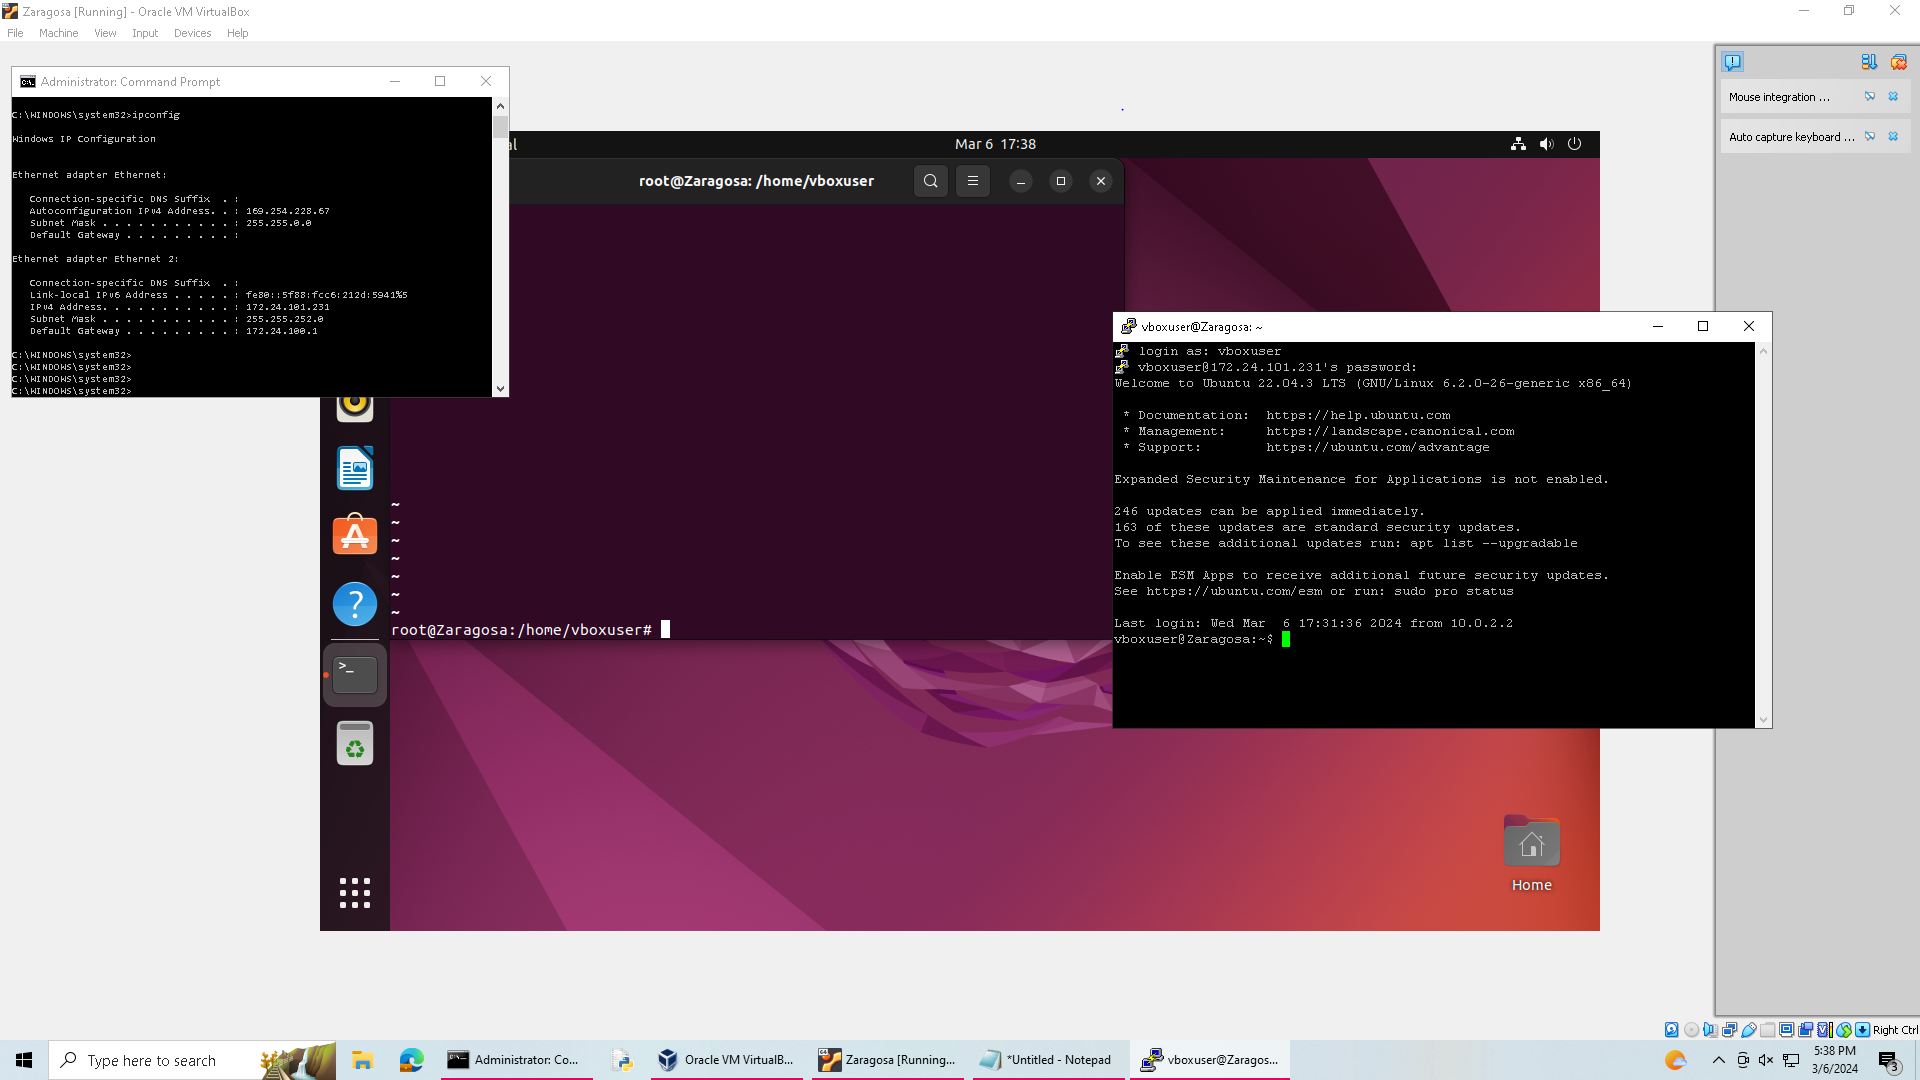 Zaragosa [Running] - Oracle VM VirtualBox
File Machine View Input Devices Help
Administrator: Command Prompt
C:\WINDOWS\system32>ipconfig
Windows IP Configuration
Ethernet adapter Ethernet:
Connection-specific DNS Suffix . :
Autoconfiguration IPv4 Address. . : 169.254.228.67
Subnet Mask . . . . . . . . . . . : 255.255.0.0
Default Gateway . . . . . . . . . :
Ethernet adapter Ethernet 2:
Connection-specific DNS Suffix . :
Link-local IPv6 Address . . . . . : fe80::5f88:fcc6:212d:5941%5
IPv4 Address. . . . . . . . . . . : 172.24.101.231
Subnet Mask . . . . . . . . . . . : 255.255.252.0
Default Gateway . . . . . . . . . : 172.24.100.1
C:\WINDOWS\system32>
C:\WINDOWS\system32>
C:\WINDOWS\system32>
C:\WINDOWS\system32>
al
Mar 6 17:38
root@Zaragosa: /home/vboxuser
~
~
~
~
~
~
~
root@Zaragosa:/home/vboxuser#
vboxuser@Zaragosa: ~
login as: vboxuser
vboxuser@172.24.101.231's password:
Welcome to Ubuntu 22.04.3 LTS (GNU/Linux 6.2.0-26-generic x86_64)
* Documentation: https://help.ubuntu.com
* Management: https://landscape.canonical.com
* Support: https://ubuntu.com/advantage
Expanded Security Maintenance for Applications is not enabled.
246 updates can be applied immediately.
163 of these updates are standard security updates.
To see these additional updates run: apt list --upgradable
Enable ESM Apps to receive additional future security updates.
See https://ubuntu.com/esm or run: sudo pro status
Last login: Wed Mar  6 17:31:36 2024 from 10.0.2.2
vboxuser@Zaragosa:~$
Mouse integration ...
Auto capture keyboard ...
Home
Right Ctrl
Type here to search
Administrator: Co...
Oracle VM VirtualB...
Zaragosa [Running...
*Untitled - Notepad
vboxuser@Zaragos...
5:38 PM
3/6/2024
3